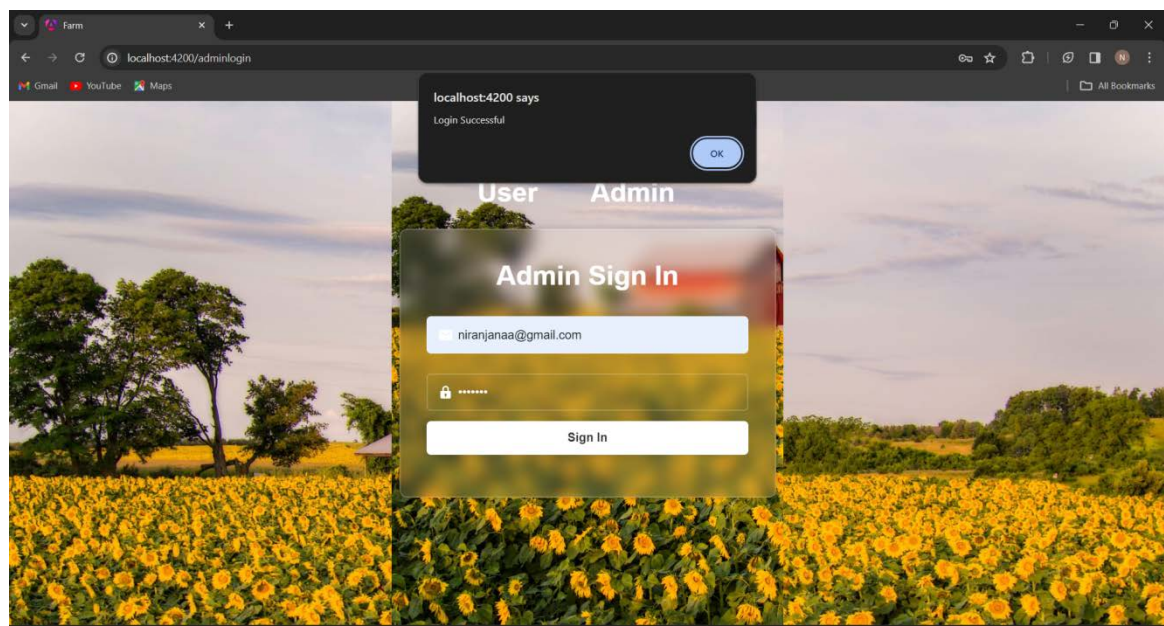 Farm
localhost:4200/adminlogin
N
Gmail YouTube Maps
All Bookmarks
localhost:4200 says
Login Successful
OK
User Admin
Admin Sign In
niranjanaa@gmail.com
•••••••
Sign In